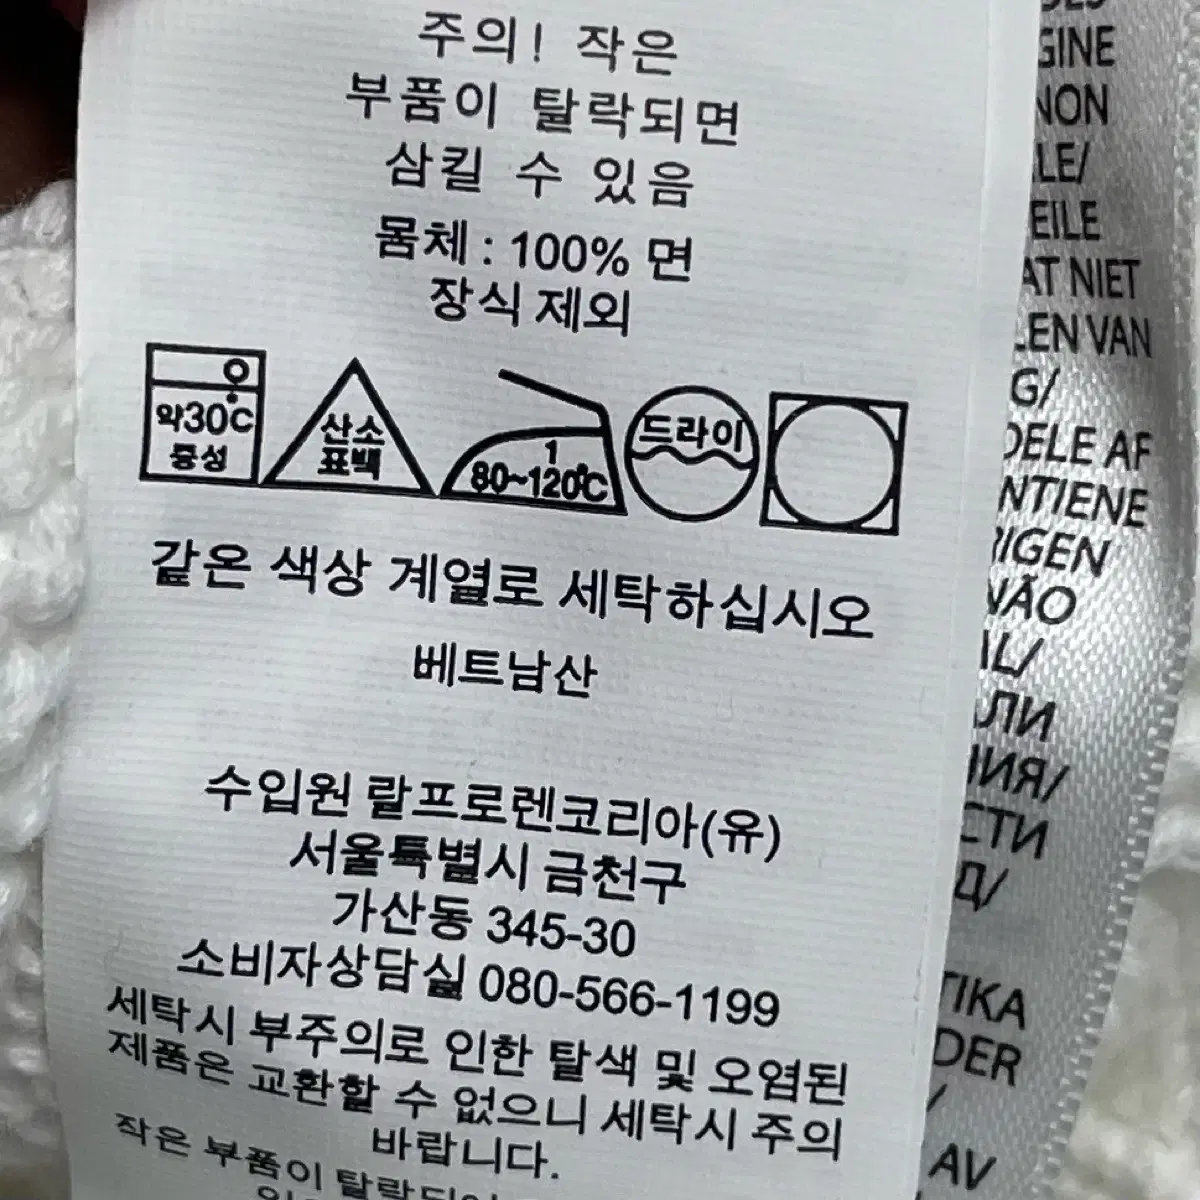 주의! 작은
부품이 탈락되면
삼킬 수 있음
몸체 : 100% 면
장식 제외
약30℃
중성
산소
표백
1
80~120℃
드라이
같은 색상 계열로 세탁하십시오
베트남산
수입원 랄프로렌코리아(유)
서울특별시 금천구
가산동 345-30
소비자상담실 080-566-1199
세탁시 부주의로 인한 탈색 및 오염된
제품은 교환할 수 없으니 세탁시 주의
바랍니다.
작은 부품이 탈락되어
GINE
NON
LE/
EILE
AT NIET
LEN VAN
G/
DELE AF
NTIENE
RIGEN
NÃO
AL/
ЛИ
НИЯ/
СТИ
Д/
TIKA
DER
/
AV